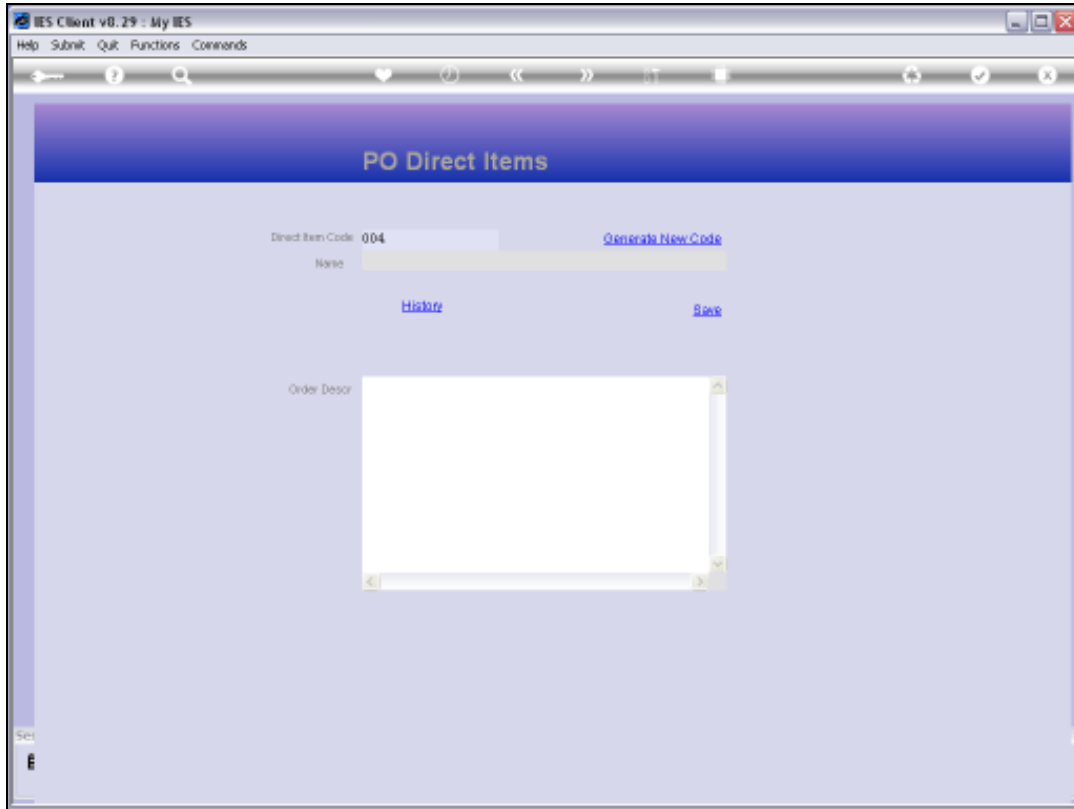 IES Client v8.29 : My IES
Help Submit Quit Functions Commands
PO Direct Items
Direct Item Code 004 Generate New Code
Name
History Save
Order Descr
Ses